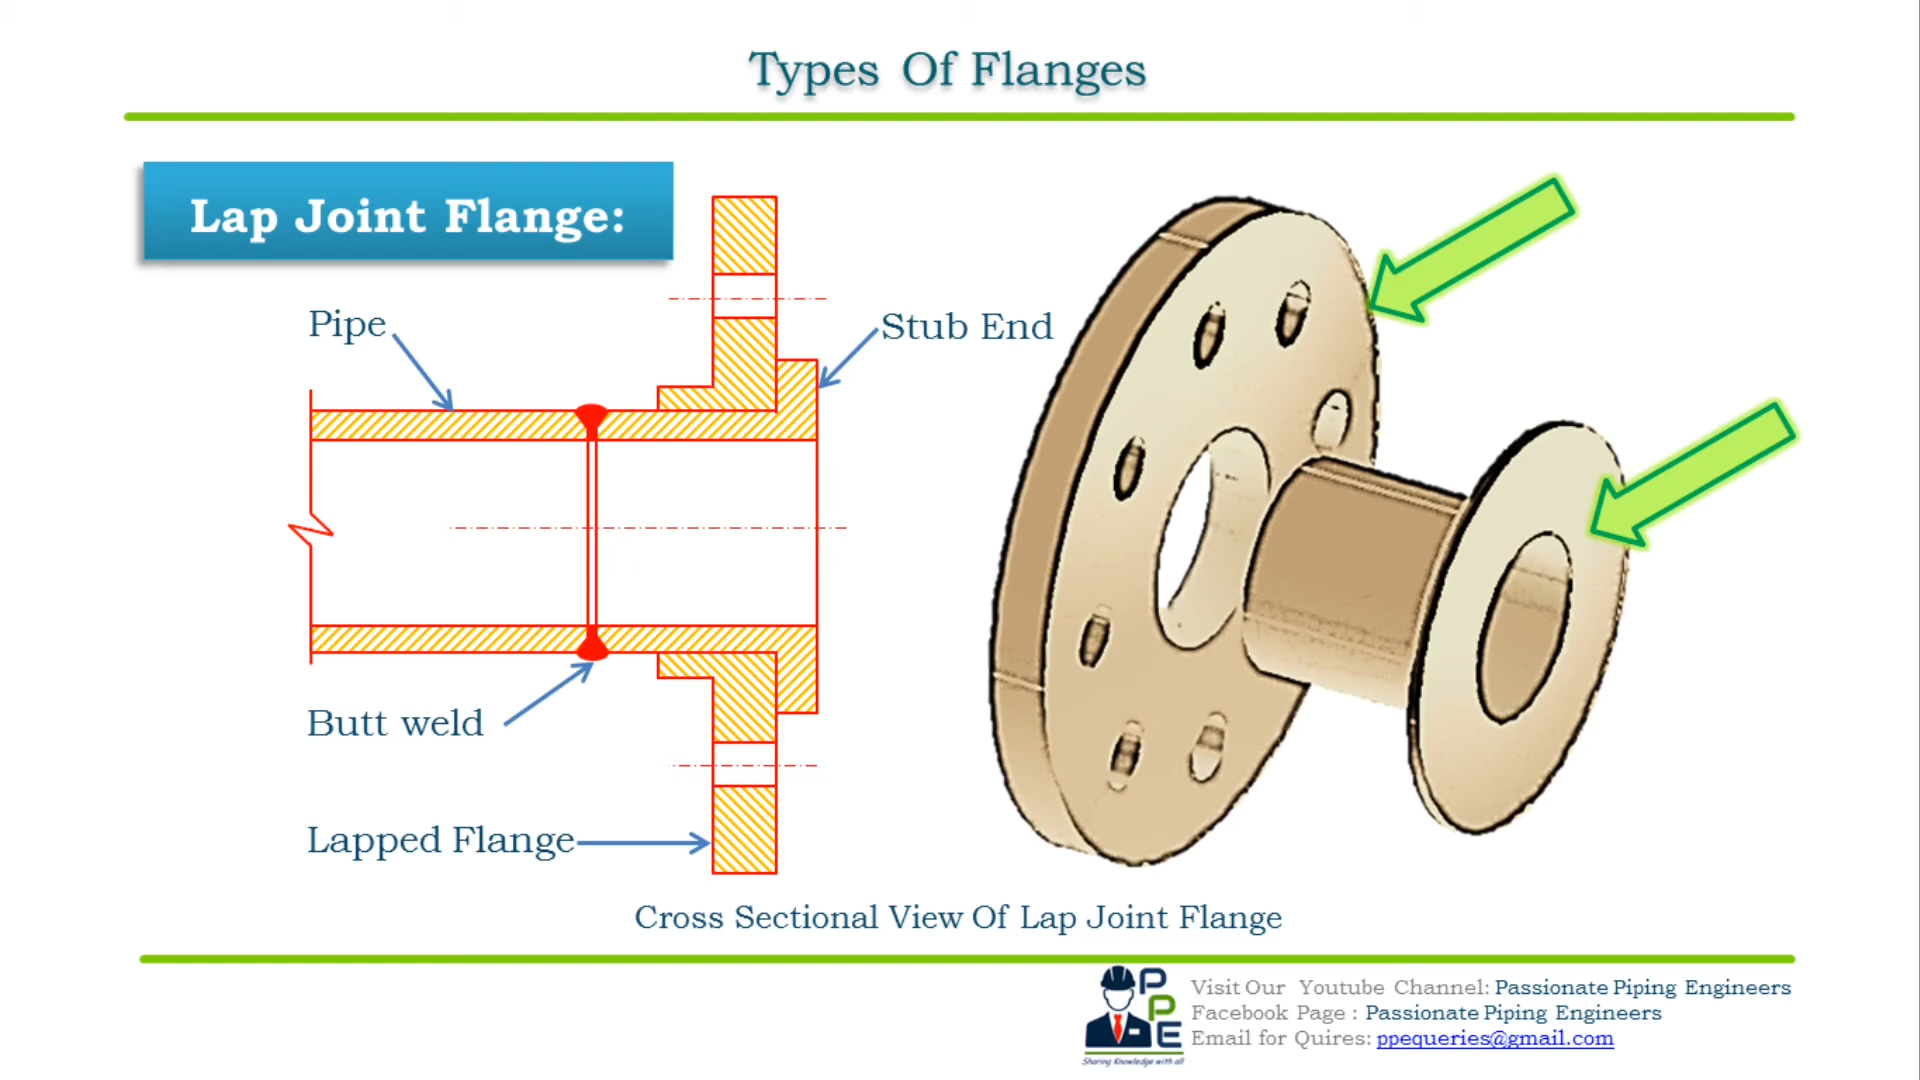 Types Of Flanges
Lap Joint Flange:
Pipe
Stub End
Butt weld
Lapped Flange
Cross Sectional View Of Lap Joint Flange
PPE
Sharing Knowledge with all
Visit Our Youtube Channel: Passionate Piping Engineers
Facebook Page : Passionate Piping Engineers
Email for Quires: ppequeries@gmail.com